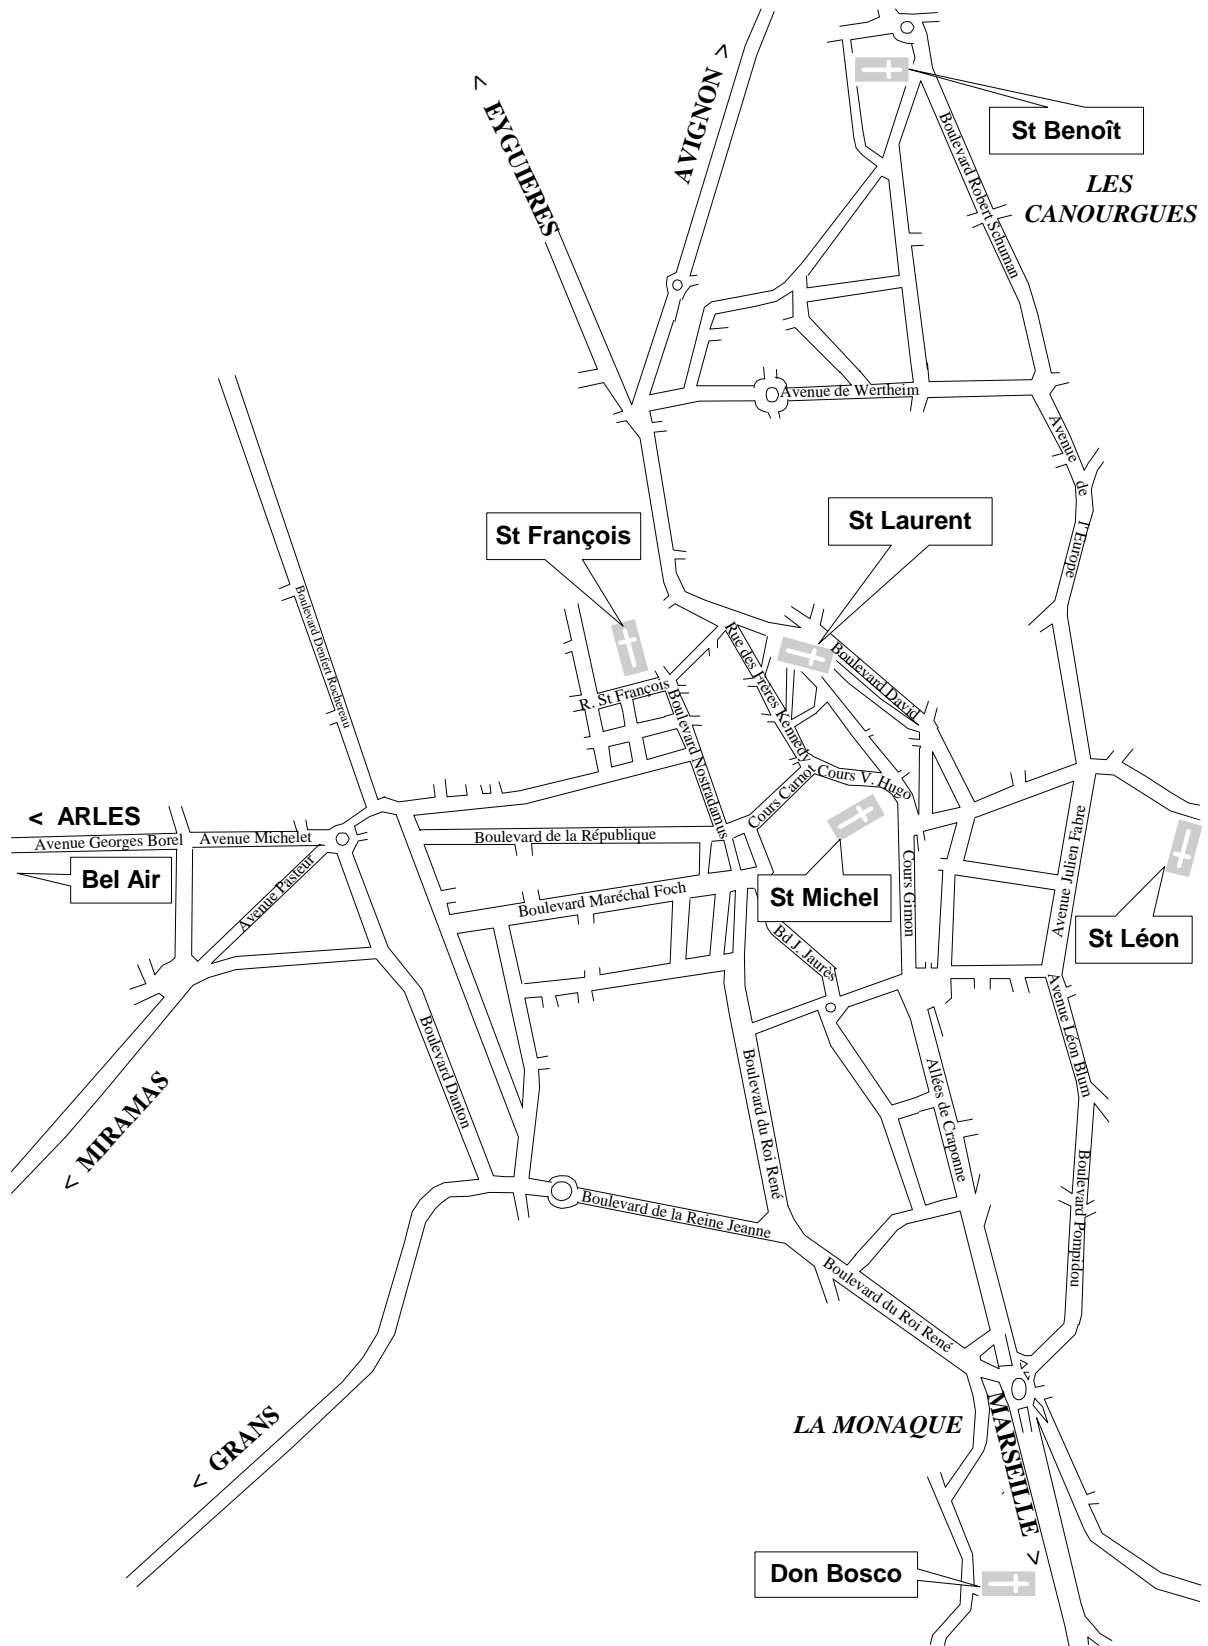 < EYGUIERES
AVIGNON >
St Benoît
LES
CANOURGUES
Boulevard Robert Schuman
Avenue de Wertheim
Avenue de l'Europe
St François
St Laurent
Boulevard Denfert Rochereau
R. St François
Rue des Frères Kennedy
Boulevard David
Boulevard Nostradamus
Cours Carnot
Cours V. Hugo
< ARLES
Avenue Georges Borel
Avenue Michelet
Boulevard de la République
Bel Air
Avenue Pasteur
Boulevard Maréchal Foch
St Michel
Cours Gimon
Avenue Julien Fabre
St Léon
Bd J. Jaurès
Avenue Léon Blum
Boulevard Danton
Boulevard du Roi René
Allées de Craponne
< MIRAMAS
Boulevard de la Reine Jeanne
Boulevard Pompidou
Boulevard du Roi René
< GRANS
LA MONAQUE
MARSEILLE >
Don Bosco